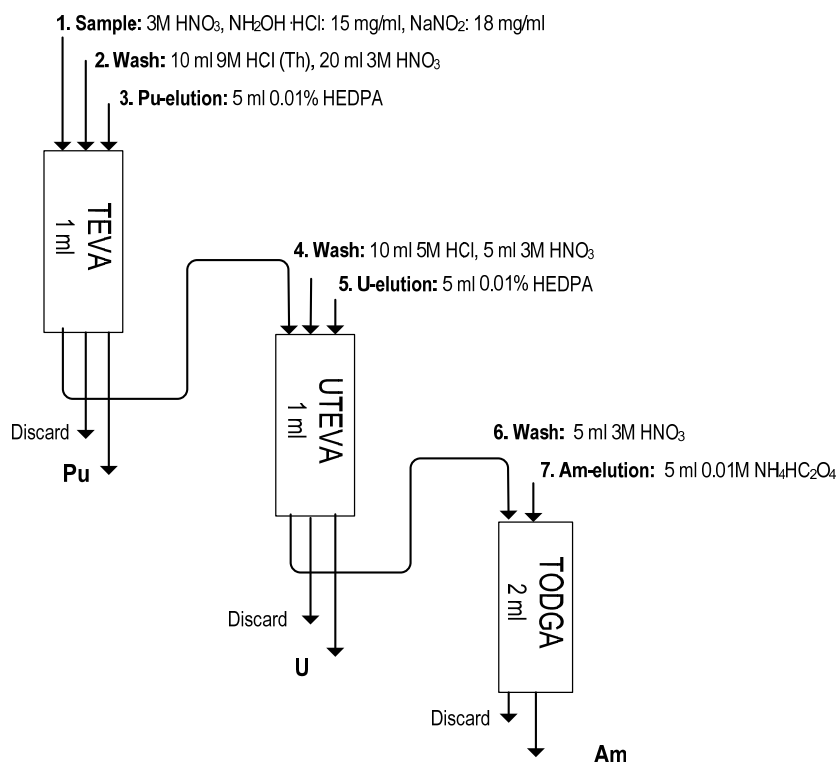 1. Sample: 3M HNO₃, NH₂OH·HCl: 15 mg/ml, NaNO₂: 18 mg/ml
2. Wash: 10 ml 9M HCl (Th), 20 ml 3M HNO₃
3. Pu-elution: 5 ml 0.01% HEDPA
TEVA
1 ml
4. Wash: 10 ml 5M HCl, 5 ml 3M HNO₃
5. U-elution: 5 ml 0.01% HEDPA
Discard
Pu
UTEVA
1 ml
6. Wash: 5 ml 3M HNO₃
7. Am-elution: 5 ml 0.01M NH₄HC₂O₄
Discard
U
TODGA
2 ml
Discard
Am